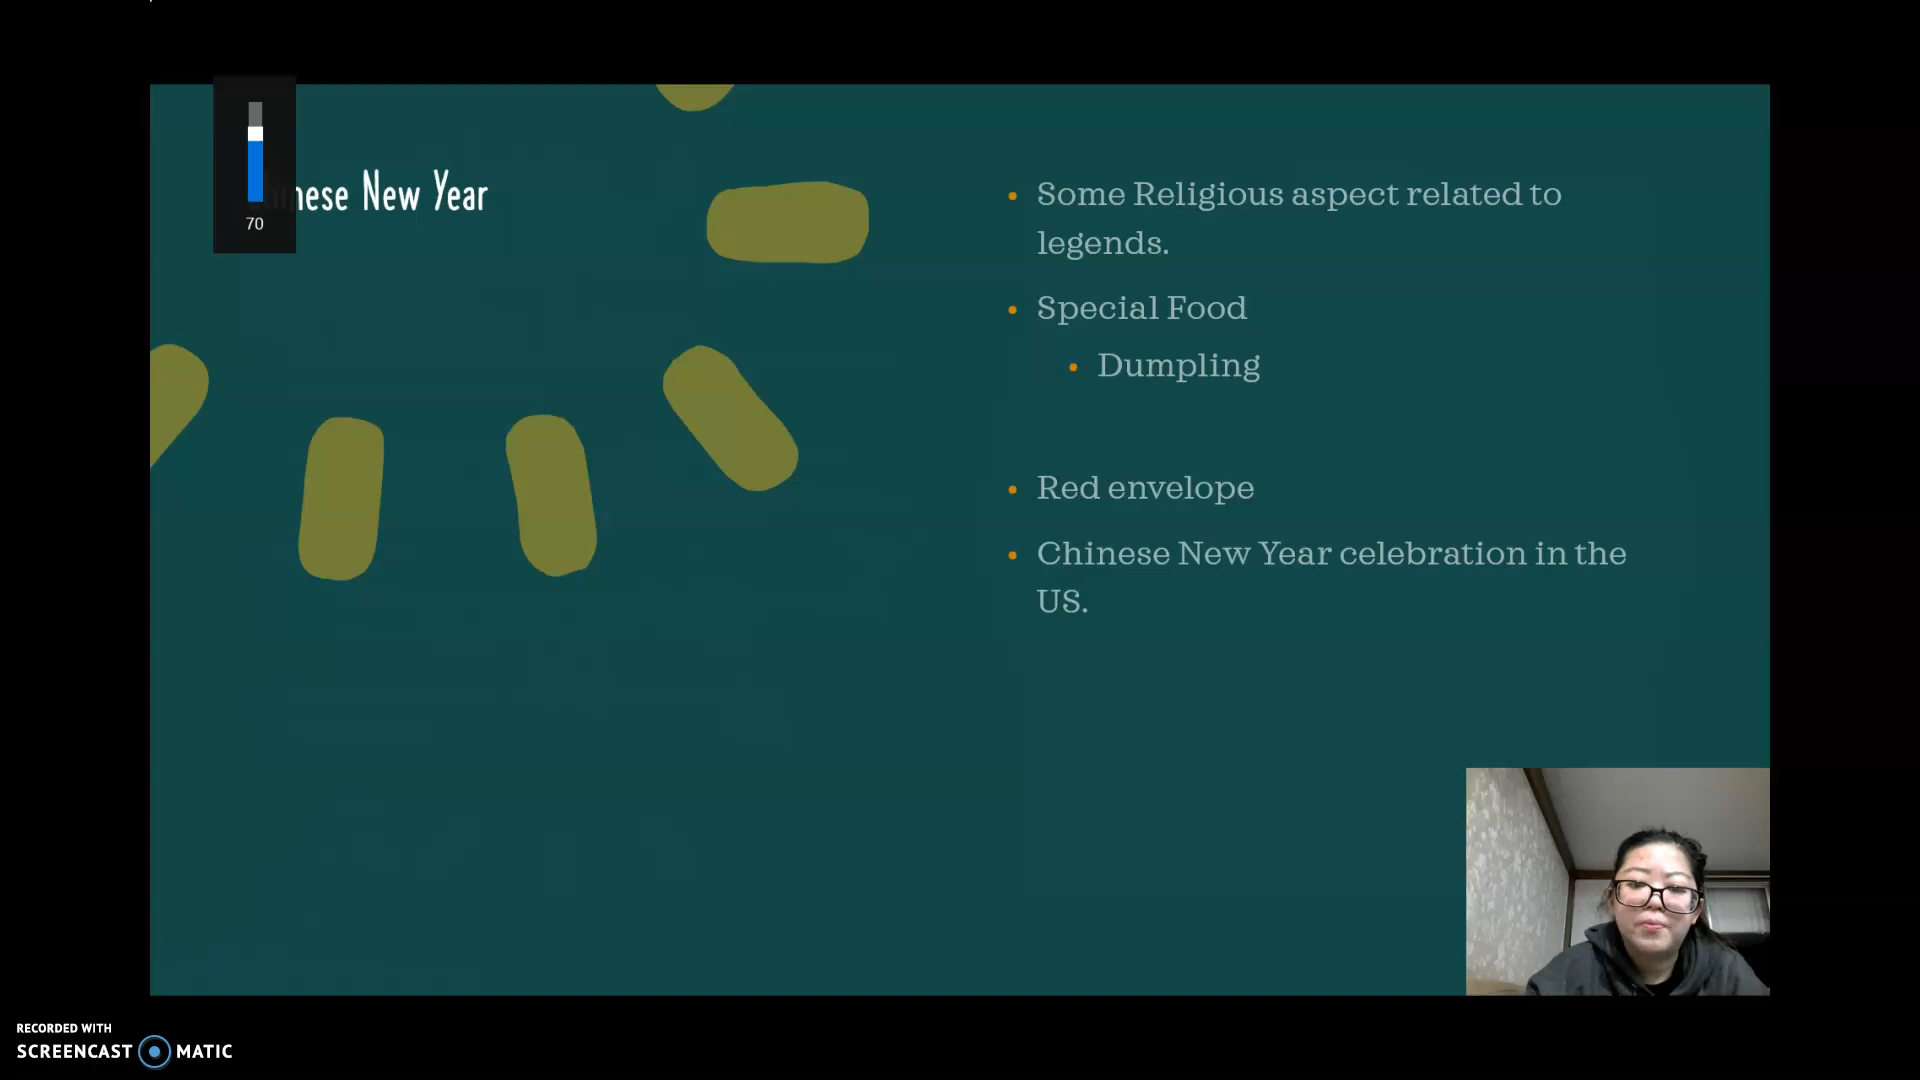 70
nese New Year
Some Religious aspect related to
legends.
Special Food
Dumpling
Red envelope
Chinese New Year celebration in the
US.
RECORDED WITH
SCREENCAST MATIC